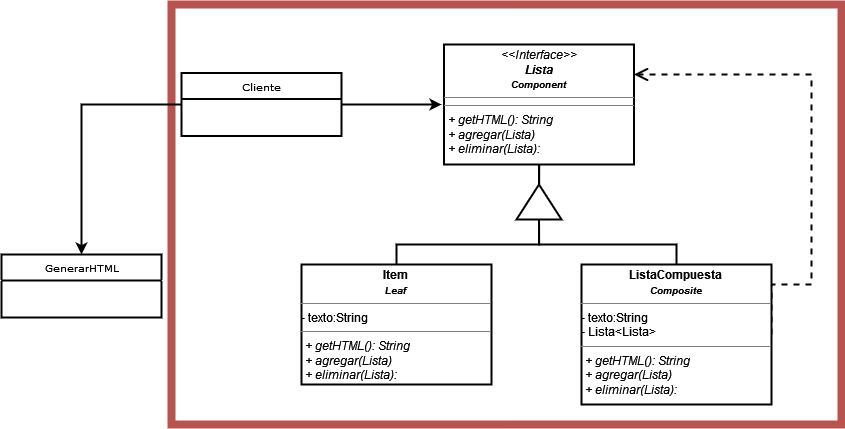 <<Interface>>
Lista
Component
+ getHTML(): String
+ agregar(Lista)
+ eliminar(Lista):
Cliente
GenerarHTML
Item
Leaf
- texto:String
+ getHTML(): String
+ agregar(Lista)
+ eliminar(Lista):
ListaCompuesta
Composite
- texto:String
- Lista<Lista>
+ getHTML(): String
+ agregar(Lista)
+ eliminar(Lista):